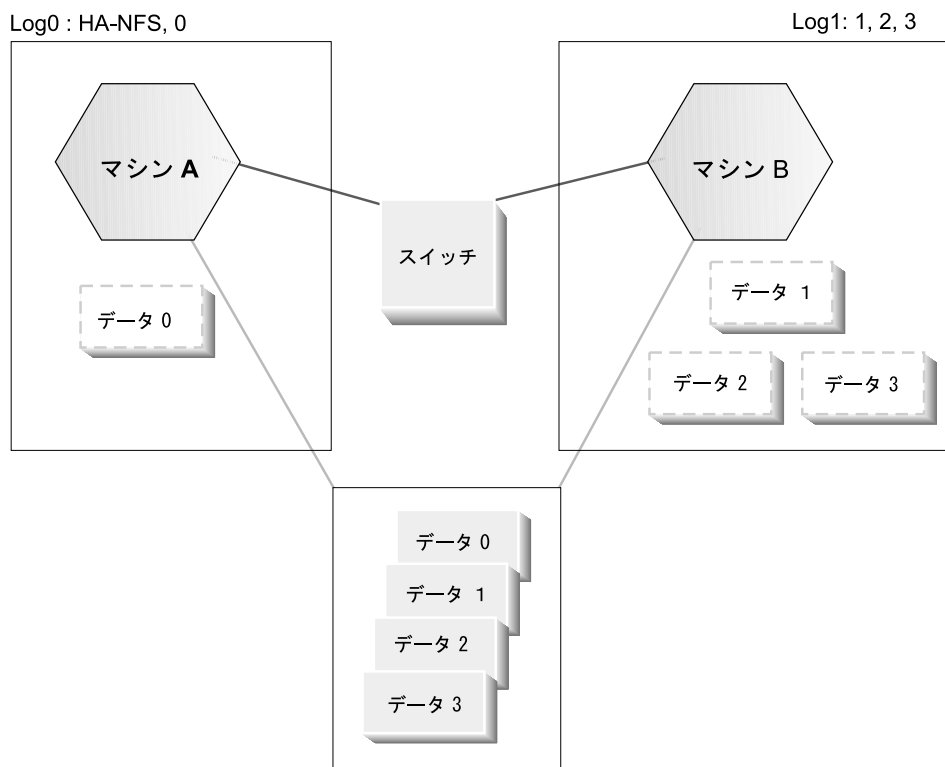 Log0 : HA-NFS, 0
Log1: 1, 2, 3
マシン A
マシン B
スイッチ
データ 0
データ 1
データ 2
データ 3
データ 0
データ 1
データ 2
データ 3